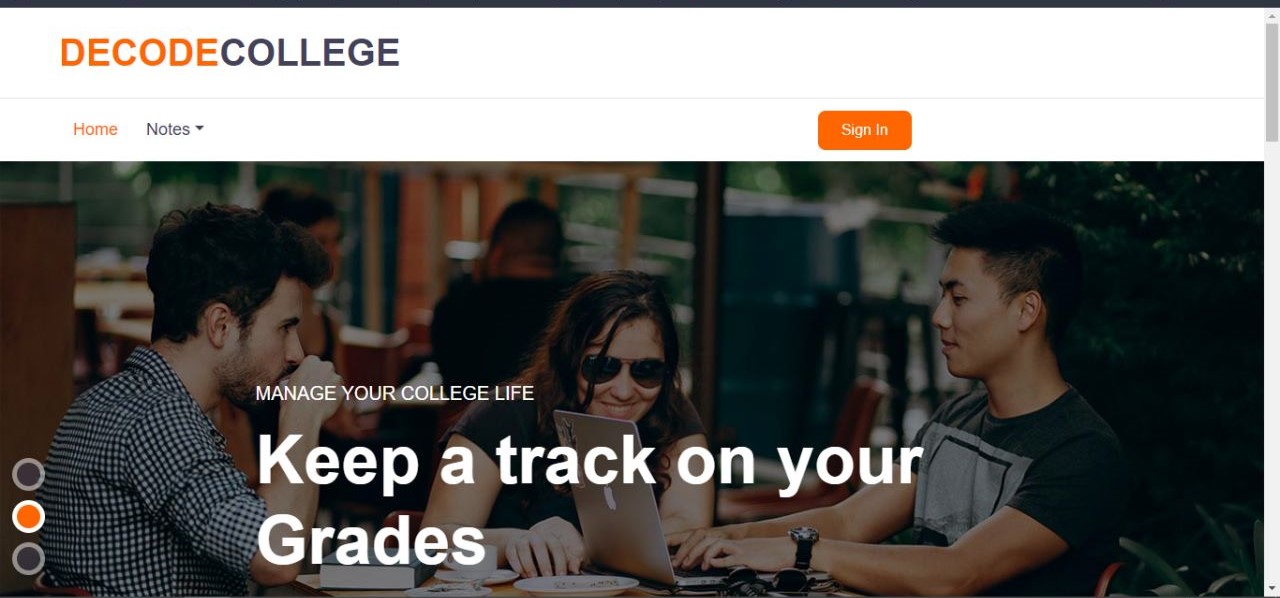 DECODECOLLEGE
Home Notes Sign In
MANAGE YOUR COLLEGE LIFE
Keep a track on your
Grades